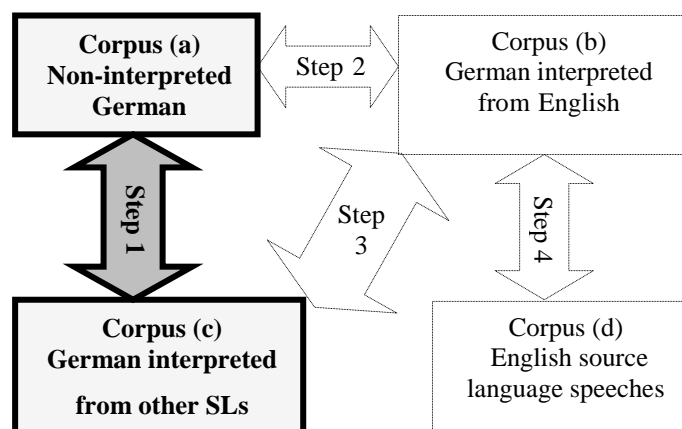 Corpus (a)
Non-interpreted
German
Step 2
Corpus (b)
German interpreted
from English
Step 1
Step
3
Step 4
Corpus (c)
German interpreted
from other SLs
Corpus (d)
English source
language speeches